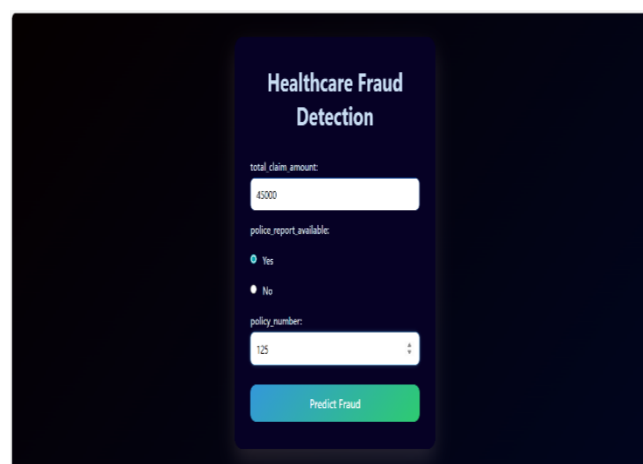 Healthcare Fraud
Detection
total_claim_amount:
45000
police_report_available:
Yes
No
policy_number:
125
Predict Fraud